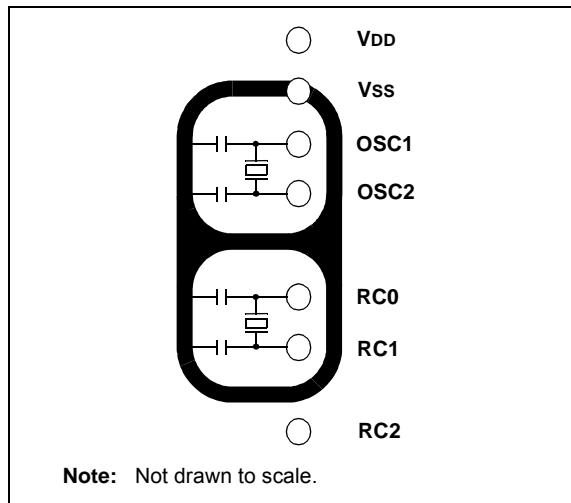 VDD
VSS
OSC1
OSC2
RC0
RC1
RC2
Note: Not drawn to scale.